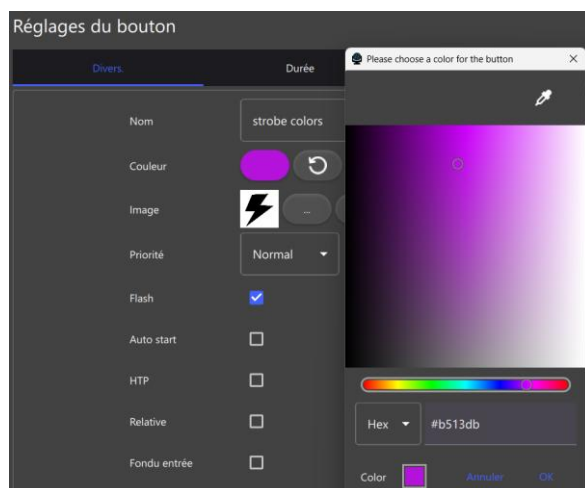 Réglages du bouton
Divers.
Durée
Nom
strobe colors
Couleur
Image
...
Priorité
Normal
Flash
Auto start
HTP
Relative
Fondu entrée
Please choose a color for the button
Hex
#b513db
Color
Annuler
OK